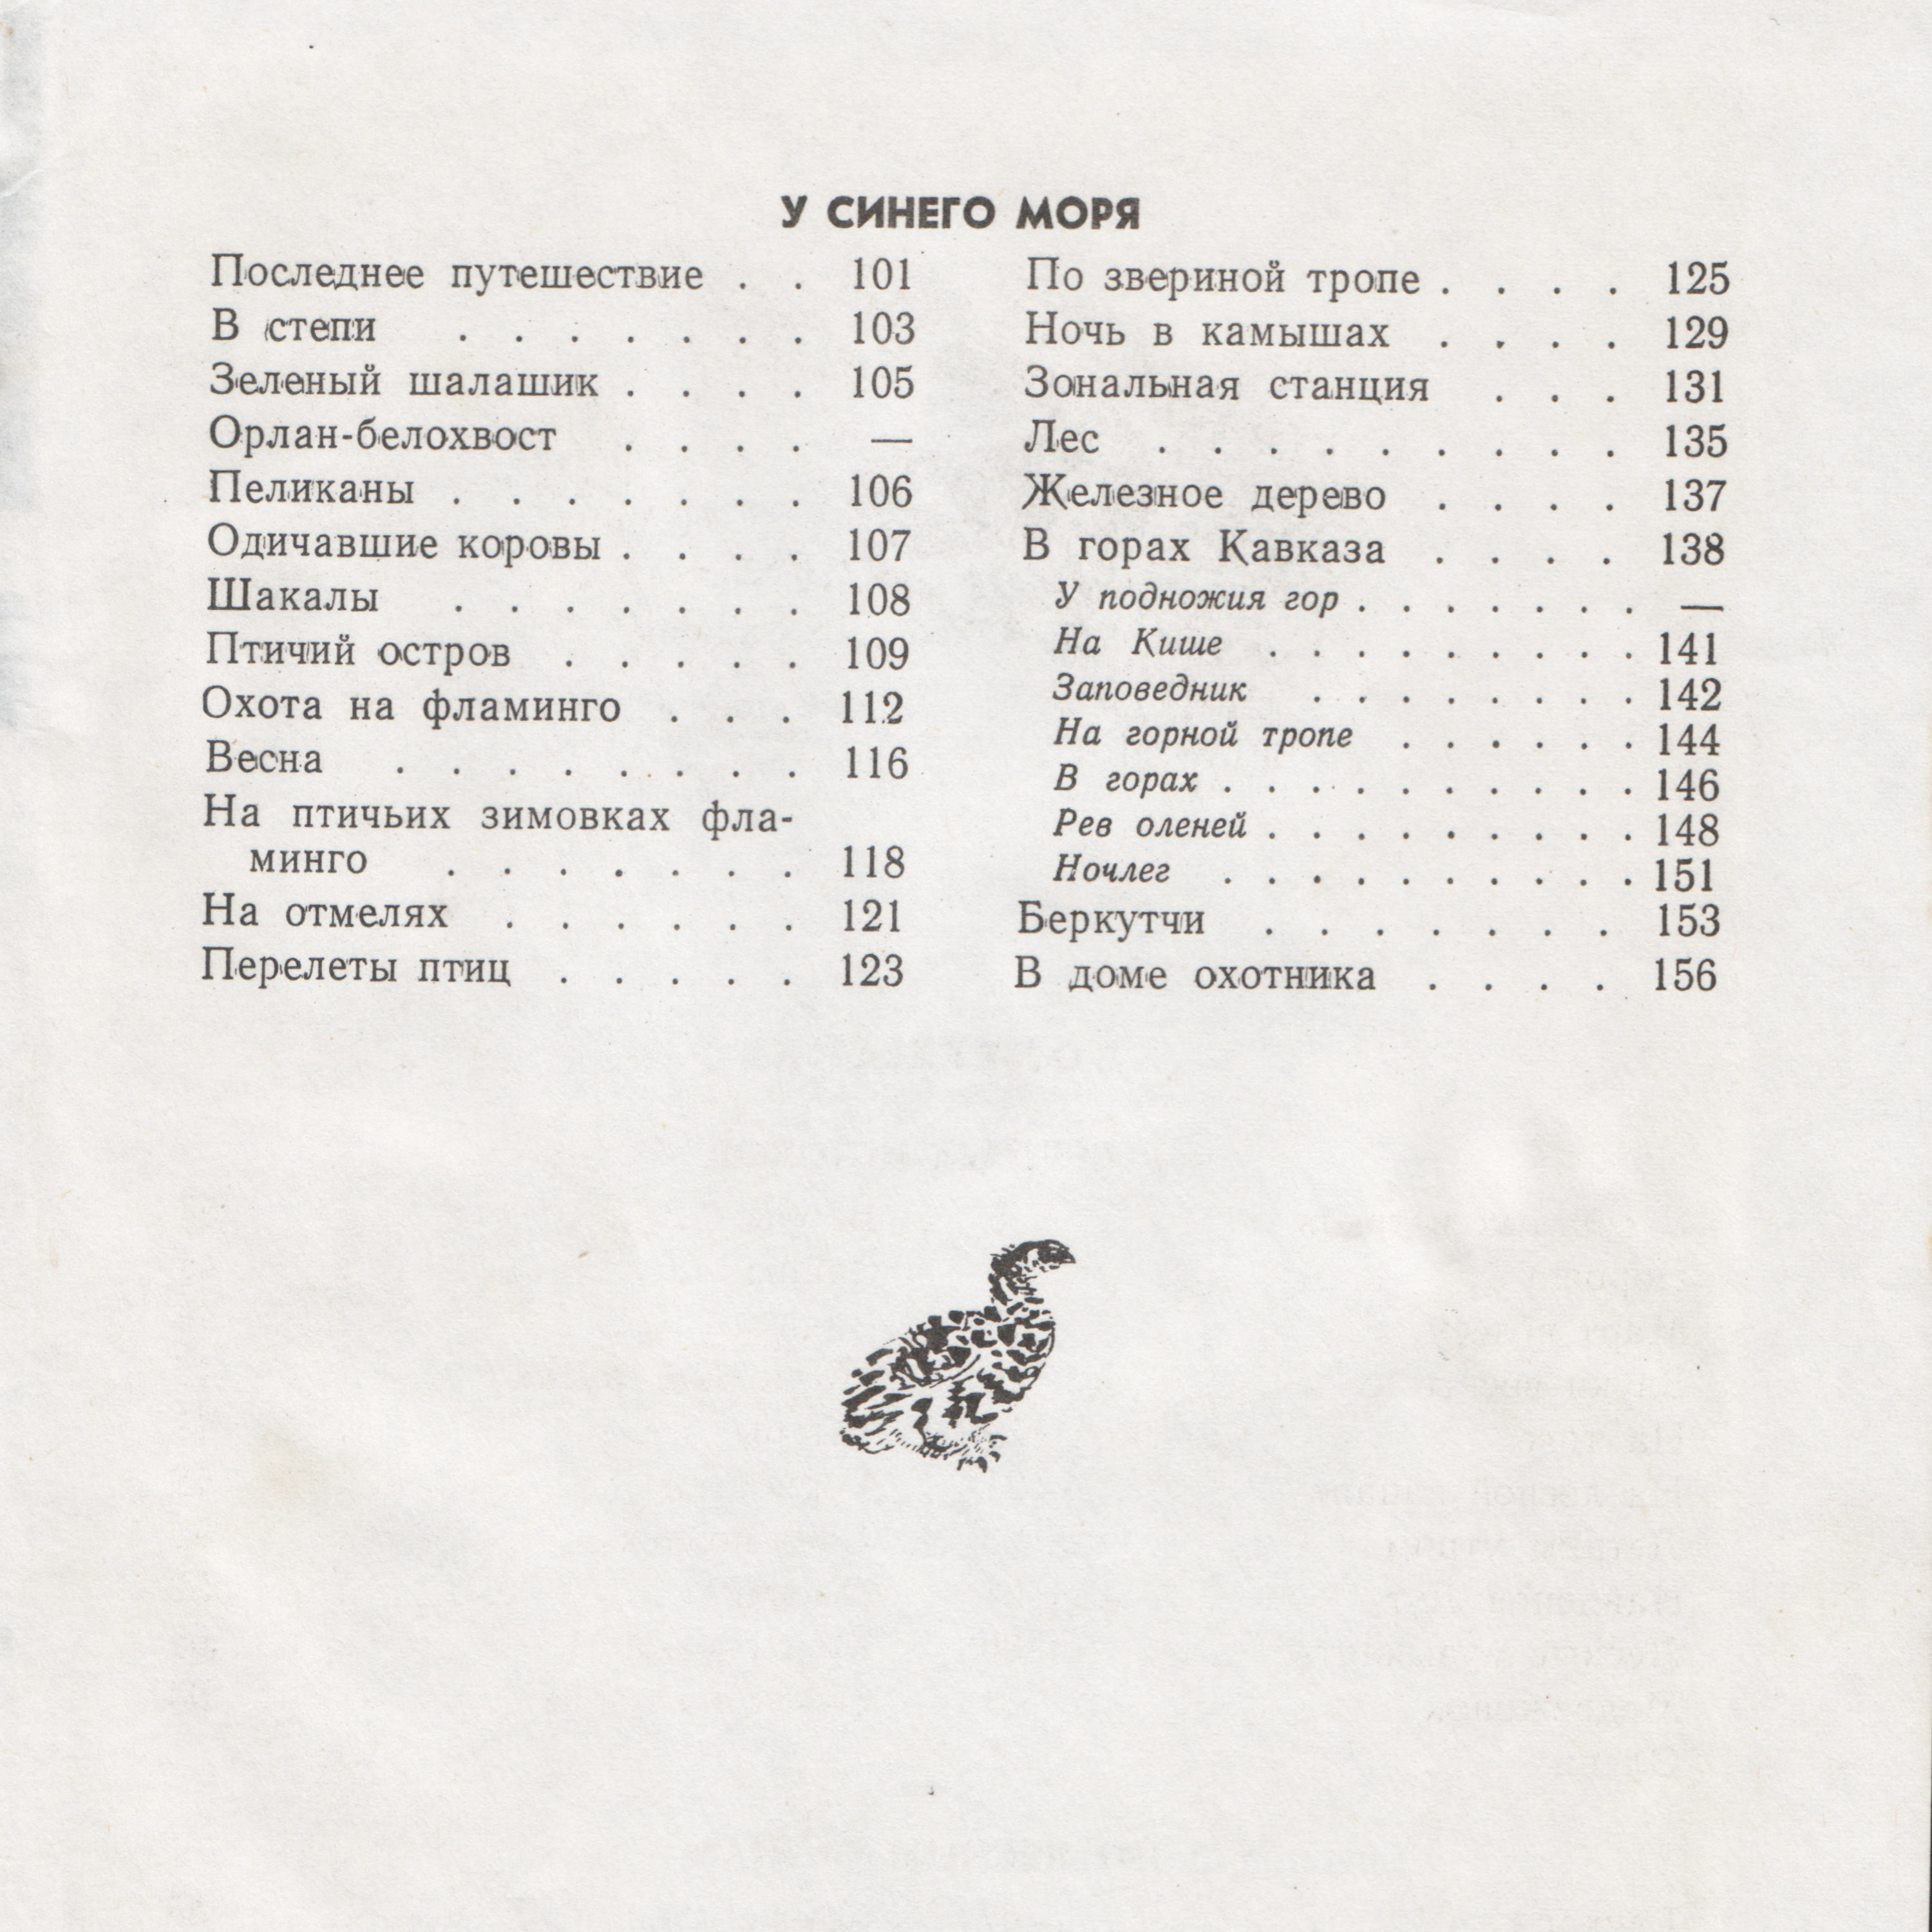 У СИНЕГО МОРЯ
Последнее путешествие . . 101
В степи . . . . . . . 103
Зеленый шалашик . . . . 105
Орлан-белохвост . . . . —
Пеликаны . . . . . . . 106
Одичавшие коровы . . . . 107
Шакалы . . . . . . . 108
Птичий остров . . . . . 109
Охота на фламинго . . . 112
Весна . . . . . . . . 116
На птичьих зимовках фла-
минго . . . . . . . 118
На отмелях . . . . . . 121
Перелеты птиц . . . . . 123
По звериной тропе . . . . 125
Ночь в камышах . . . . 129
Зональная станция . . . 131
Лес . . . . . . . . . 135
Железное дерево . . . . 137
В горах Кавказа . . . . 138
У подножия гор . . . . . . . —
На Кише . . . . . . . . . 141
Заповедник . . . . . . . . 142
На горной тропе . . . . . . 144
В горах . . . . . . . . . . 146
Рев оленей . . . . . . . . . 148
Ночлег . . . . . . . . . . 151
Беркутчи . . . . . . . 153
В доме охотника . . . . 156